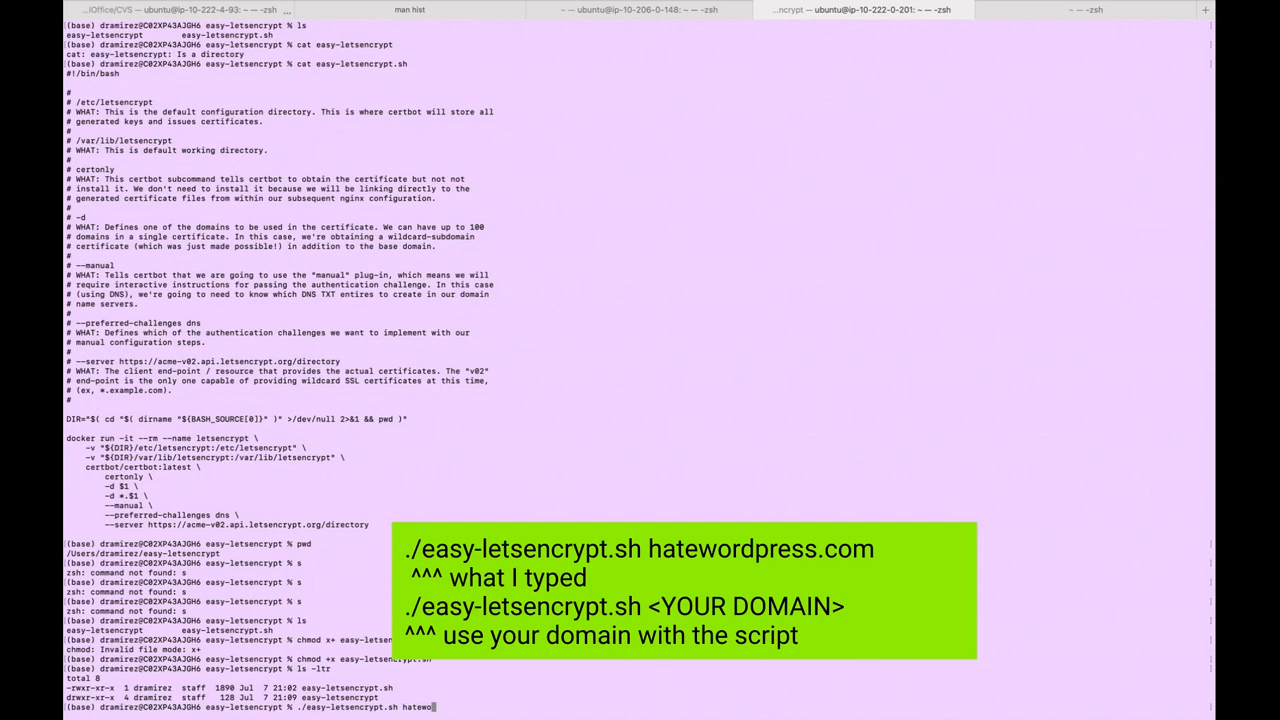 ...lOffice/CVS — ubuntu@ip-10-222-4-93: ~ — -zsh ...
man hist
~ — ubuntu@ip-10-206-0-148: ~ — -zsh
...ncrypt — ubuntu@ip-10-222-0-201: ~ — -zsh
~ — -zsh
+
(base) dramirez@C02XP43AJGH6 easy-letsencrypt % ls
easy-letsencrypt easy-letsencrypt.sh
(base) dramirez@C02XP43AJGH6 easy-letsencrypt % cat easy-letsencrypt
cat: easy-letsencrypt: Is a directory
(base) dramirez@C02XP43AJGH6 easy-letsencrypt % cat easy-letsencrypt.sh
#!/bin/bash
#
# /etc/letsencrypt
# WHAT: This is the default configuration directory. This is where certbot will store all
# generated keys and issues certificates.
#
# /var/lib/letsencrypt
# WHAT: This is default working directory.
#
# certonly
# WHAT: This certbot subcommand tells certbot to obtain the certificate but not not
# install it. We don't need to install it because we will be linking directly to the
# generated certificate files from within our subsequent nginx configuration.
#
# -d
# WHAT: Defines one of the domains to be used in the certificate. We can have up to 100
# domains in a single certificate. In this case, we're obtaining a wildcard-subdomain
# certificate (which was just made possible!) in addition to the base domain.
#
# --manual
# WHAT: Tells certbot that we are going to use the "manual" plug-in, which means we will
# require interactive instructions for passing the authentication challenge. In this case
# (using DNS), we're going to need to know which DNS TXT entires to create in our domain
# name servers.
#
# --preferred-challenges dns
# WHAT: Defines which of the authentication challenges we want to implement with our
# manual configuration steps.
#
# --server https://acme-v02.api.letsencrypt.org/directory
# WHAT: The client end-point / resource that provides the actual certificates. The "v02"
# end-point is the only one capable of providing wildcard SSL certificates at this time,
# (ex, *.example.com).
#
DIR="$( cd "$( dirname "${BASH_SOURCE[0]}" )" >/dev/null 2>&1 && pwd )"
docker run -it --rm --name letsencrypt \
-v "${DIR}/etc/letsencrypt:/etc/letsencrypt" \
-v "${DIR}/var/lib/letsencrypt:/var/lib/letsencrypt" \
certbot/certbot:latest \
certonly \
-d $1 \
-d *.$1 \
--manual \
--preferred-challenges dns \
--server https://acme-v02.api.letsencrypt.org/directory
(base) dramirez@C02XP43AJGH6 easy-letsencrypt % pwd
/Users/dramirez/easy-letsencrypt
(base) dramirez@C02XP43AJGH6 easy-letsencrypt % s
zsh: command not found: s
(base) dramirez@C02XP43AJGH6 easy-letsencrypt % s
zsh: command not found: s
(base) dramirez@C02XP43AJGH6 easy-letsencrypt % s
zsh: command not found: s
(base) dramirez@C02XP43AJGH6 easy-letsencrypt % ls
easy-letsencrypt easy-letsencrypt.sh
(base) dramirez@C02XP43AJGH6 easy-letsencrypt % chmod x+ easy-letsen
chmod: Invalid file mode: x+
(base) dramirez@C02XP43AJGH6 easy-letsencrypt % chmod +x easy-letsencrypt.sh
(base) dramirez@C02XP43AJGH6 easy-letsencrypt % ls -ltr
total 8
-rwxr-xr-x 1 dramirez staff 1890 Jul 7 21:02 easy-letsencrypt.sh
drwxr-xr-x 4 dramirez staff 128 Jul 7 21:09 easy-letsencrypt
(base) dramirez@C02XP43AJGH6 easy-letsencrypt % ./easy-letsencrypt.sh hatewo
./easy-letsencrypt.sh hatewordpress.com
^^^ what I typed
./easy-letsencrypt.sh <YOUR DOMAIN>
^^^ use your domain with the script